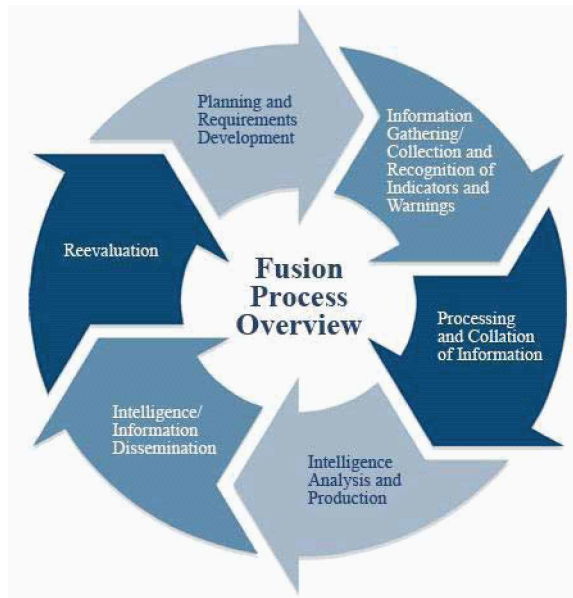 Planning and
Requirements
Development
Information
Gathering/
Collection and
Recognition of
Indicators and
Warnings
Processing
and Collation
of Information
Intelligence
Analysis and
Production
Intelligence/
Information
Dissemination
Reevaluation
Fusion
Process
Overview